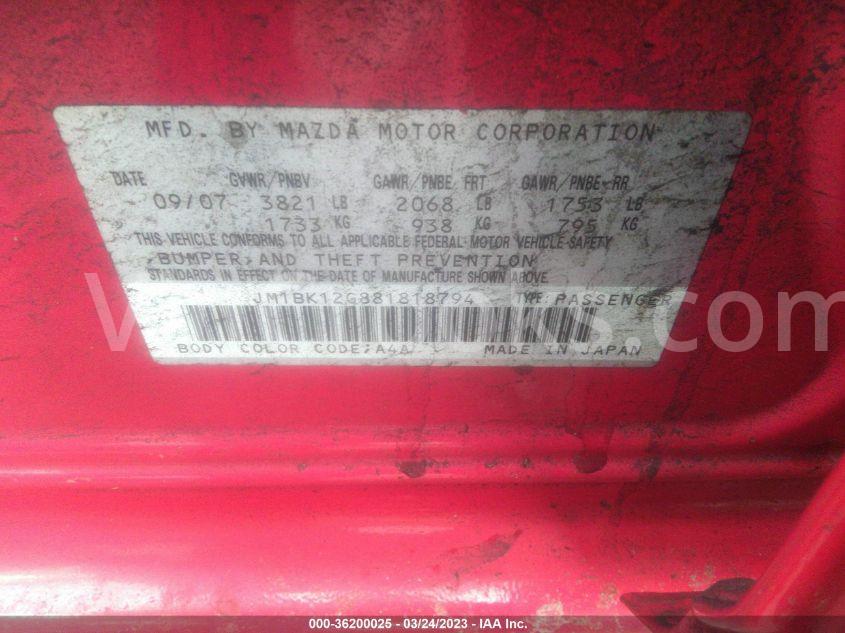 MFD. BY MAZDA MOTOR CORPORATION
DATE GVWR/PNBV GAWR/PNBE FRT GAWR/PNBE RR
09/07 3821 LB 2068 LB 1753 LB
1733 KG 938 KG 795 KG
THIS VEHICLE CONFORMS TO ALL APPLICABLE FEDERAL MOTOR VEHICLE SAFETY
BUMPER AND THEFT PREVENTION
STANDARDS IN EFFECT ON THE DATE OF MANUFACTURE SHOWN ABOVE.
JM1BK12G881818794 TYPE: PASSENGER
BODY COLOR CODE:A4A MADE IN JAPAN
000-36200025 - 03/24/2023 - IAA Inc.